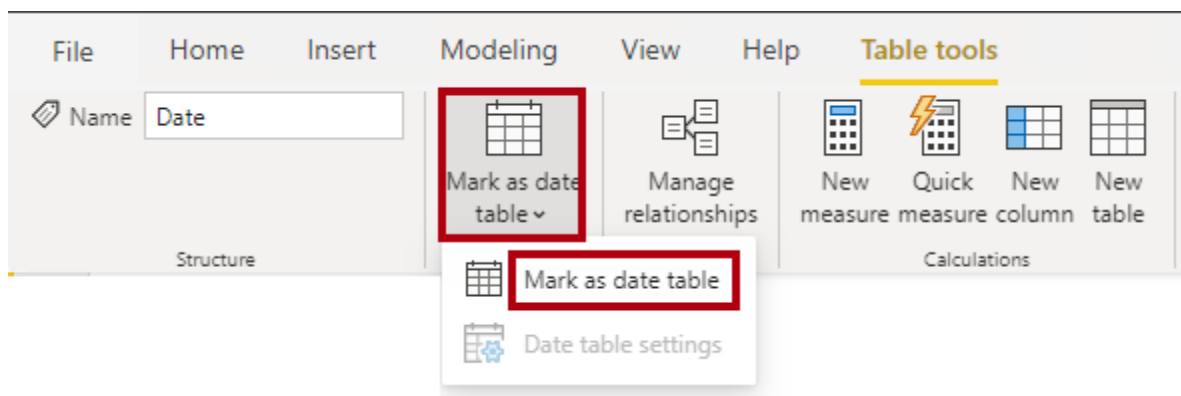 File Home Insert Modeling View Help Table tools
Name Date
Mark as date table
Manage relationships
New measure
Quick measure
New column
New table
Structure
Calculations
Mark as date table
Date table settings